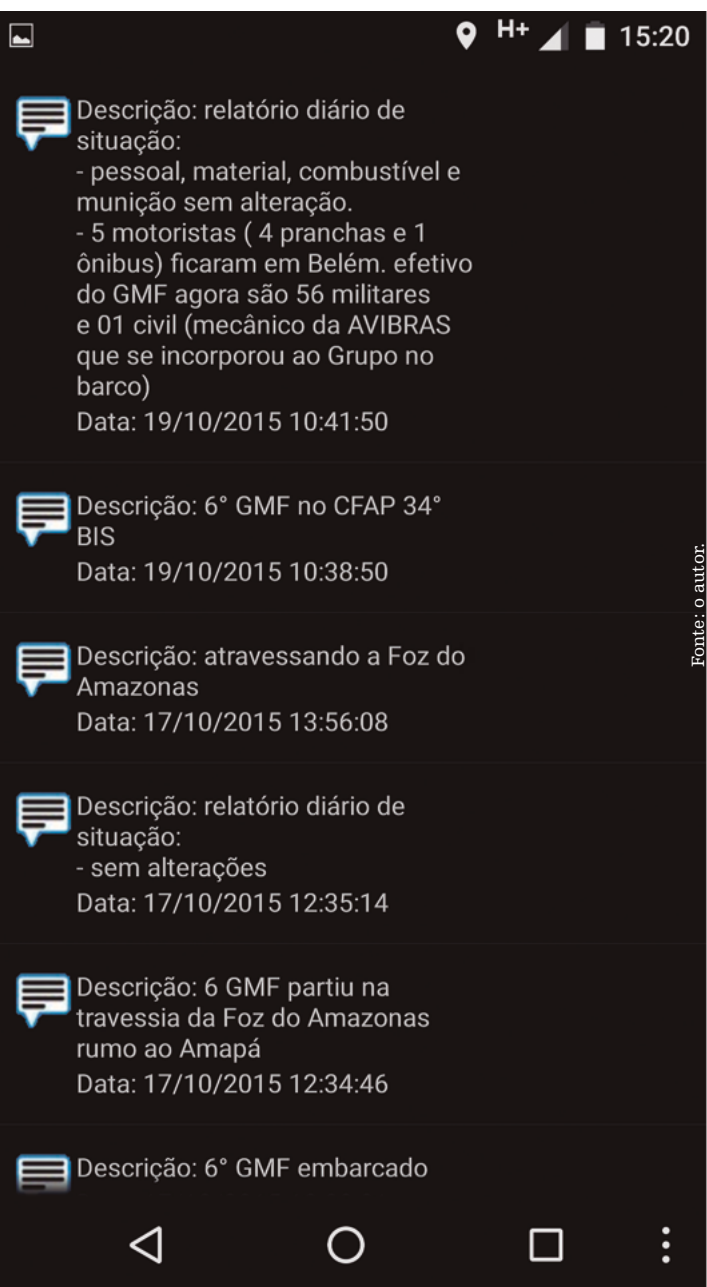 H+ 15:20
Descrição: relatório diário de
situação:
- pessoal, material, combustível e
munição sem alteração.
- 5 motoristas ( 4 pranchas e 1
ônibus) ficaram em Belém. efetivo
do GMF agora são 56 militares
e 01 civil (mecânico da AVIBRAS
que se incorporou ao Grupo no
barco)
Data: 19/10/2015 10:41:50
Descrição: 6° GMF no CFAP 34°
BIS
Data: 19/10/2015 10:38:50
Descrição: atravessando a Foz do
Amazonas
Data: 17/10/2015 13:56:08
Descrição: relatório diário de
situação:
- sem alterações
Data: 17/10/2015 12:35:14
Descrição: 6 GMF partiu na
travessia da Foz do Amazonas
rumo ao Amapá
Data: 17/10/2015 12:34:46
Descrição: 6° GMF embarcado
Fonte: o autor.